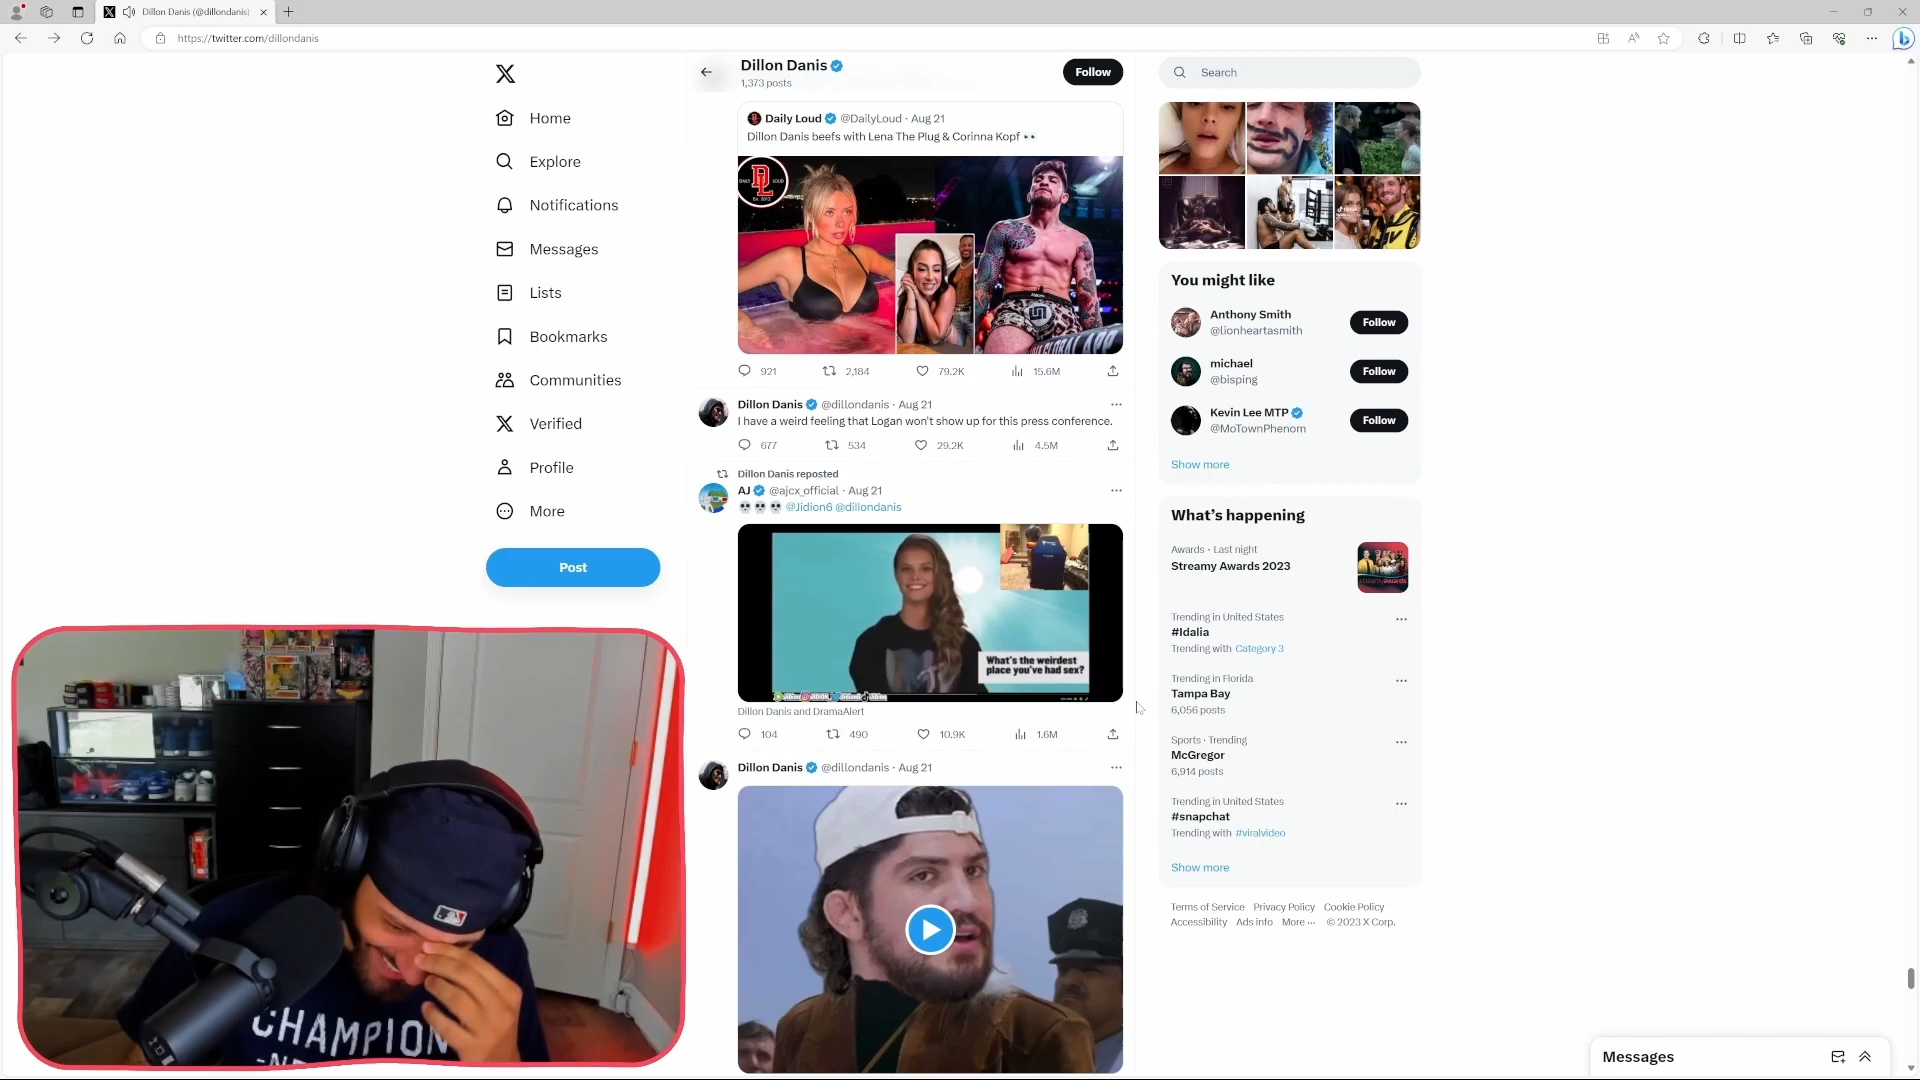 Dillon Danis (@dillondanis)
https://twitter.com/dillondanis
X
Home
Explore
Notifications
Messages
Lists
Bookmarks
Communities
Verified
Profile
More
Post
Dillon Danis
1,373 posts
Follow
Daily Loud @DailyLoud · Aug 21
Dillon Danis beefs with Lena The Plug & Corinna Kopf 👀
DL
921 2,184 79.2K 15.6M
Dillon Danis @dillondanis · Aug 21
I have a weird feeling that Logan won't show up for this press conference.
677 534 29.2K 4.5M
Dillon Danis reposted
AJ @ajcx_official · Aug 21
💀💀💀 @Jidion6 @dillondanis
What's the weirdest
place you've had sex?
Dillon Danis and DramaAlert
104 490 10.9K 1.6M
Dillon Danis @dillondanis · Aug 21
Search
You might like
Anthony Smith
@lionheartasmith
Follow
michael
@bisping
Follow
Kevin Lee MTP
@MoTownPhenom
Follow
Show more
What's happening
Awards · Last night
Streamy Awards 2023
Trending in United States
#Idalia
Trending with Category 3
Trending in Florida
Tampa Bay
6,056 posts
Sports · Trending
McGregor
6,914 posts
Trending in United States
#snapchat
Trending with #viralvideo
Show more
Terms of Service Privacy Policy Cookie Policy
Accessibility Ads info More ··· © 2023 X Corp.
Messages
CHAMPION